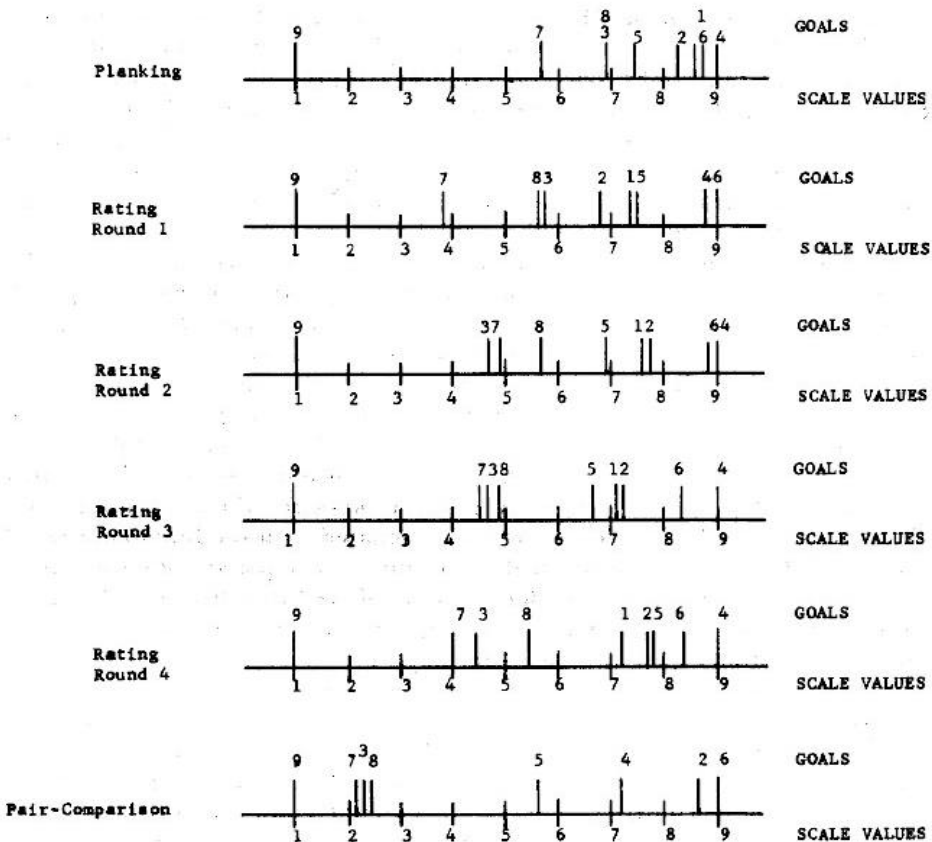 9 7 8 3 5 2 1 6 4 GOALS
Planking
1 2 3 4 5 6 7 8 9 SCALE VALUES
9 7 83 2 15 46 GOALS
Rating
Round 1
1 2 3 4 5 6 7 8 9 SCALE VALUES
9 37 8 5 12 64 GOALS
Rating
Round 2
1 2 3 4 5 6 7 8 9 SCALE VALUES
9 738 5 12 6 4 GOALS
Rating
Round 3
1 2 3 4 5 6 7 8 9 SCALE VALUES
9 7 3 8 1 25 6 4 GOALS
Rating
Round 4
1 2 3 4 5 6 7 8 9 SCALE VALUES
9 7 3 8 5 4 2 6 GOALS
Pair-Comparison
1 2 3 4 5 6 7 8 9 SCALE VALUES